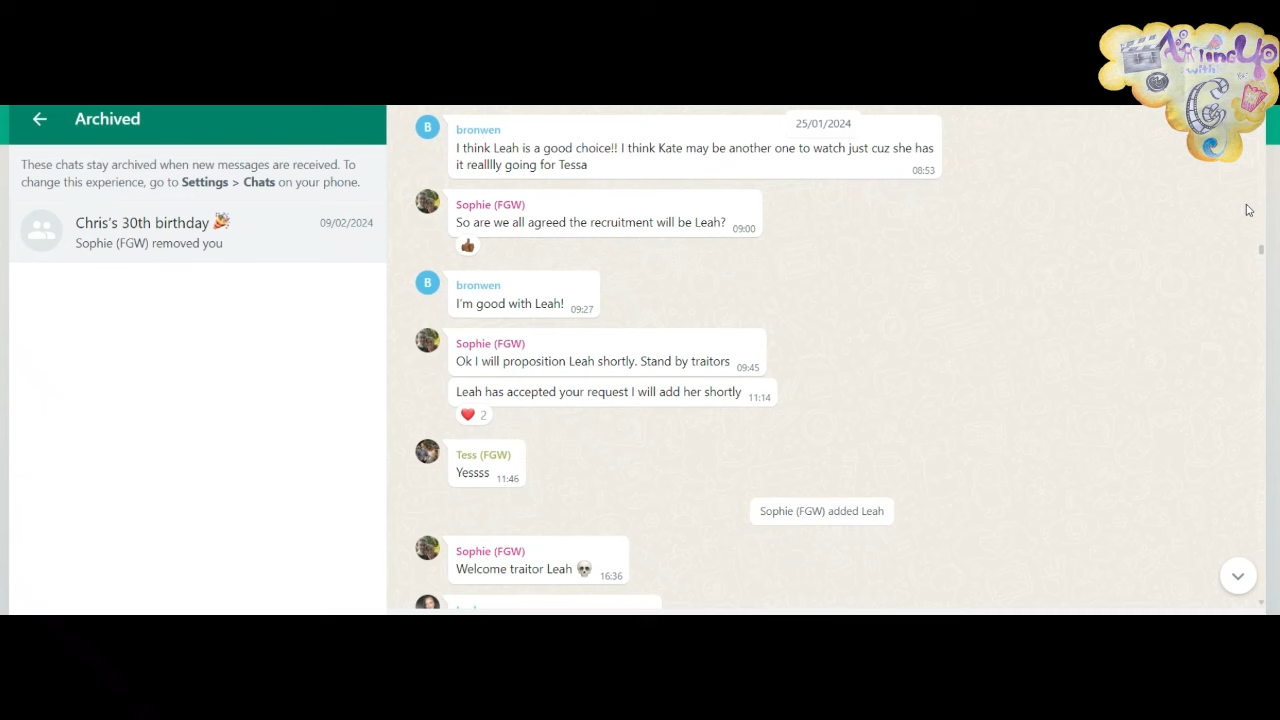 Acting Up
with
G
Archived
These chats stay archived when new messages are received. To
change this experience, go to Settings > Chats on your phone.
Chris's 30th birthday 🎉
09/02/2024
Sophie (FGW) removed you
25/01/2024
B
bronwen
I think Leah is a good choice!! I think Kate may be another one to watch just cuz she has
it realllly going for Tessa
08:53
Sophie (FGW)
So are we all agreed the recruitment will be Leah?
09:00
B
bronwen
I'm good with Leah!
09:27
Sophie (FGW)
Ok I will proposition Leah shortly. Stand by traitors
09:45
Leah has accepted your request I will add her shortly
11:14
❤️ 2
Tess (FGW)
Yessss
11:46
Sophie (FGW) added Leah
Sophie (FGW)
Welcome traitor Leah 💀
16:36